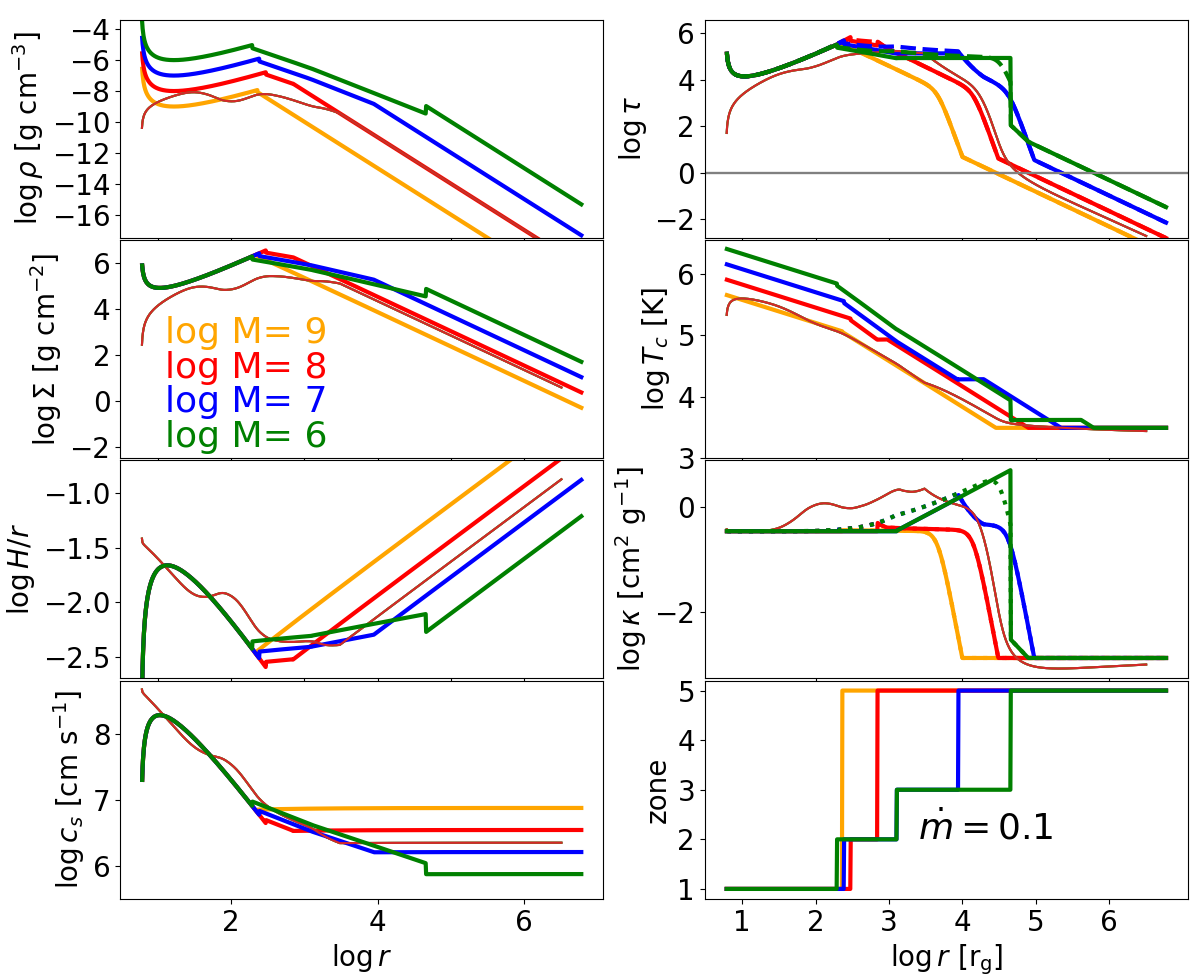 log ρ [g cm⁻³]
−4
−6
−8
−10
−12
−14
−16
log τ
6
4
2
0
−2
log Σ [g cm⁻²]
6
4
2
0
−2
log M= 9
log M= 8
log M= 7
log M= 6
log T_c [K]
6
5
4
3
log H/r
−1.0
−1.5
−2.0
−2.5
log κ [cm² g⁻¹]
0
−2
log c_s [cm s⁻¹]
8
7
6
2 4 6
log r
zone
5
4
3
2
1
ṁ = 0.1
1 2 3 4 5 6
log r [r_g]